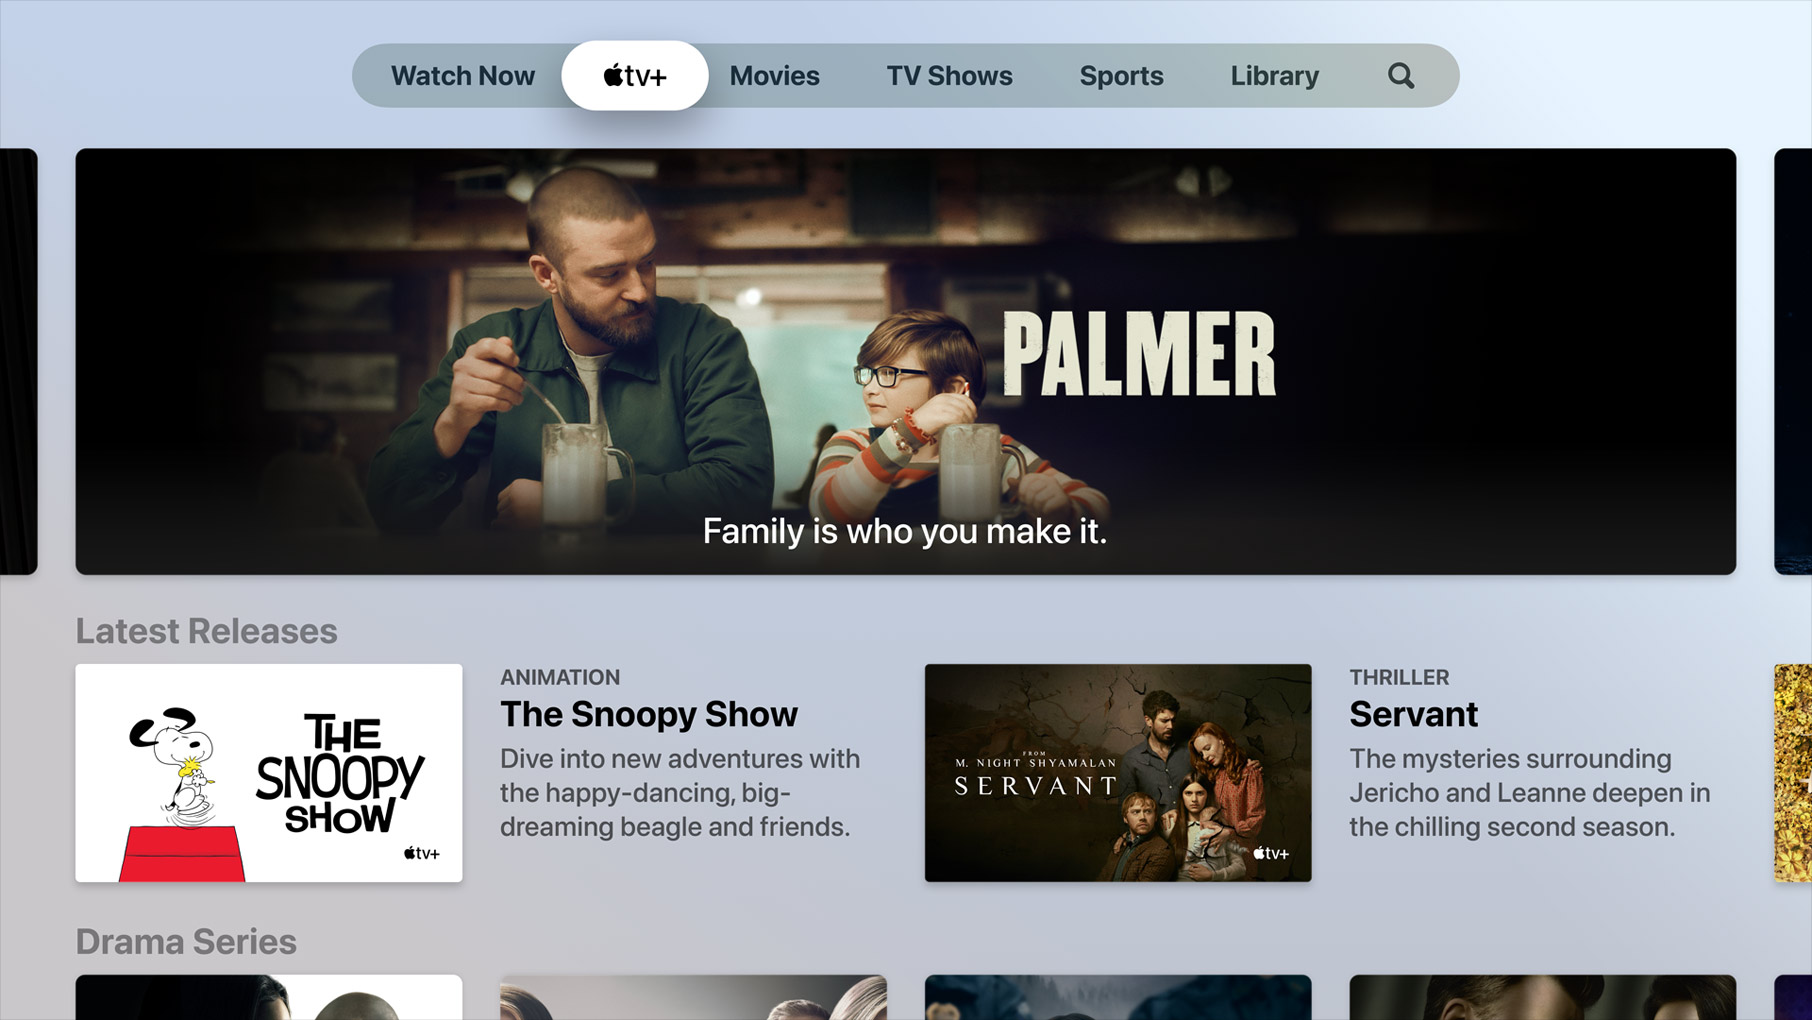 Watch Now
tv+
Movies
TV Shows
Sports
Library
PALMER
Family is who you make it.
Latest Releases
THE
SNOOPY
SHOW
tv+
ANIMATION
The Snoopy Show
Dive into new adventures with
the happy-dancing, big-
dreaming beagle and friends.
FROM
M. NIGHT SHYAMALAN
SERVANT
tv+
THRILLER
Servant
The mysteries surrounding
Jericho and Leanne deepen in
the chilling second season.
Drama Series